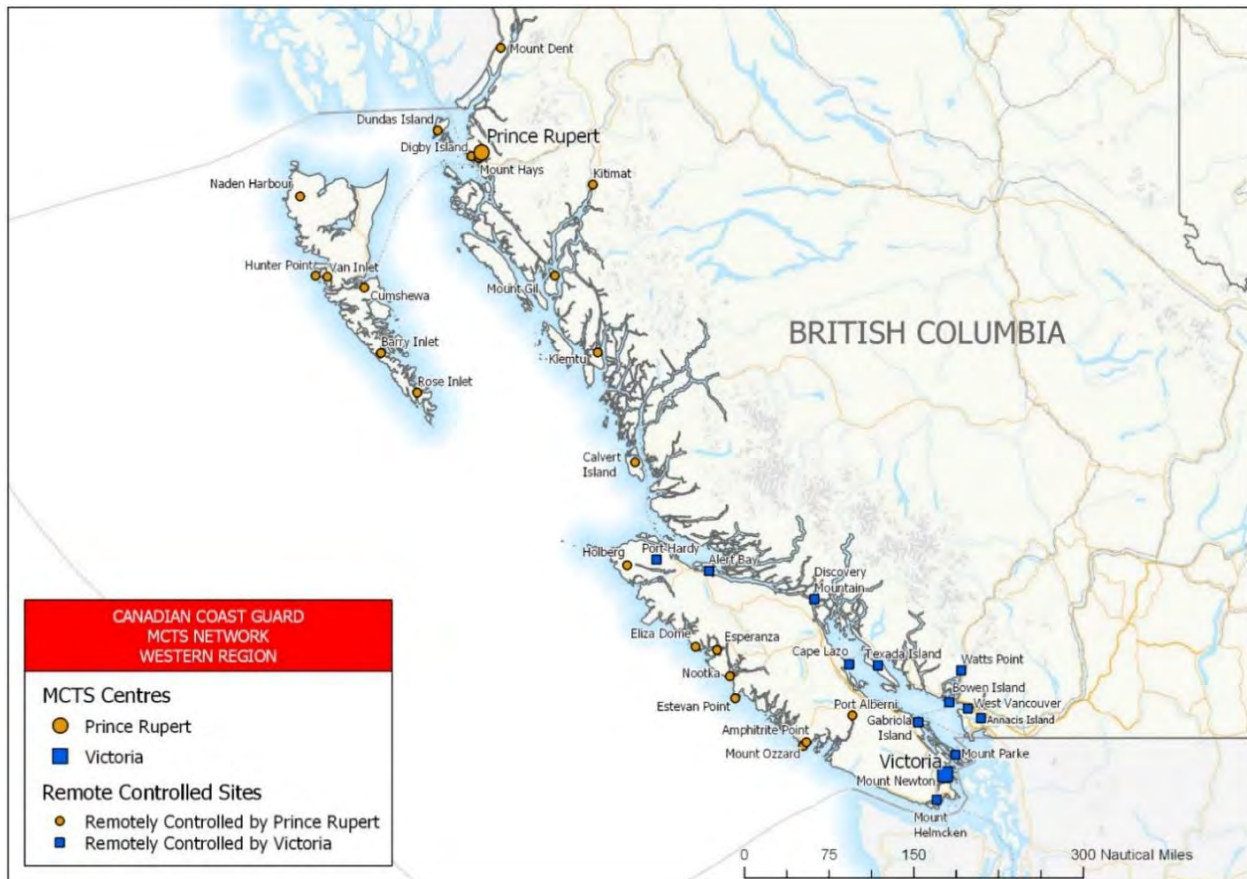 Mount Dent
Dundas Island
Prince Rupert
Digby Island
Mount Hays
Naden Harbour
Kitimat
Hunter Point
Van Inlet
Mount Gil
Cumshewa
BRITISH COLUMBIA
Barry Inlet
Klemtu
Rose Inlet
Calvert
Island
Holberg
Port Hardy
Alert Bay
Discovery
Mountain
Eliza Dome
Esperanza
Cape Lazo
Texada Island
Watts Point
Nootka
Bowen Island
Estevan Point
Port Alberni
West Vancouver
Gabriola
Island
Annacis Island
Amphitrite Point
Mount Ozzard
Victoria
Mount Parke
Mount Newton
Mount
Helmcken
CANADIAN COAST GUARD
MCTS NETWORK
WESTERN REGION
MCTS Centres
Prince Rupert
Victoria
Remote Controlled Sites
Remotely Controlled by Prince Rupert
Remotely Controlled by Victoria
0 75 150 300 Nautical Miles